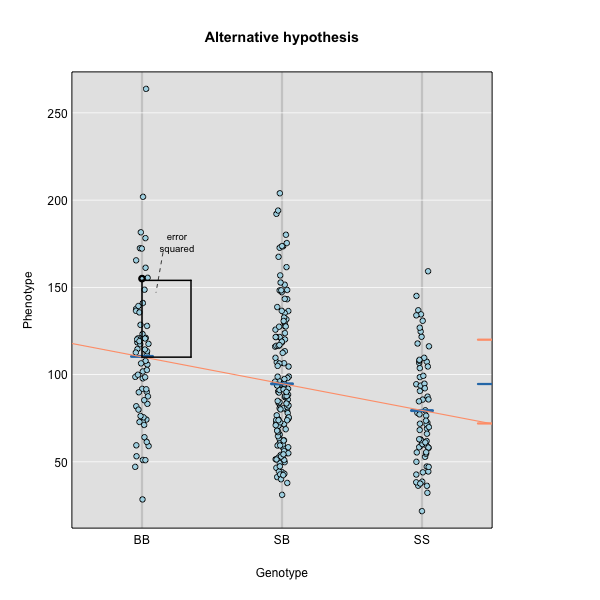 Alternative hypothesis
error
squared
Phenotype
250
200
150
100
50
BB
SB
SS
Genotype